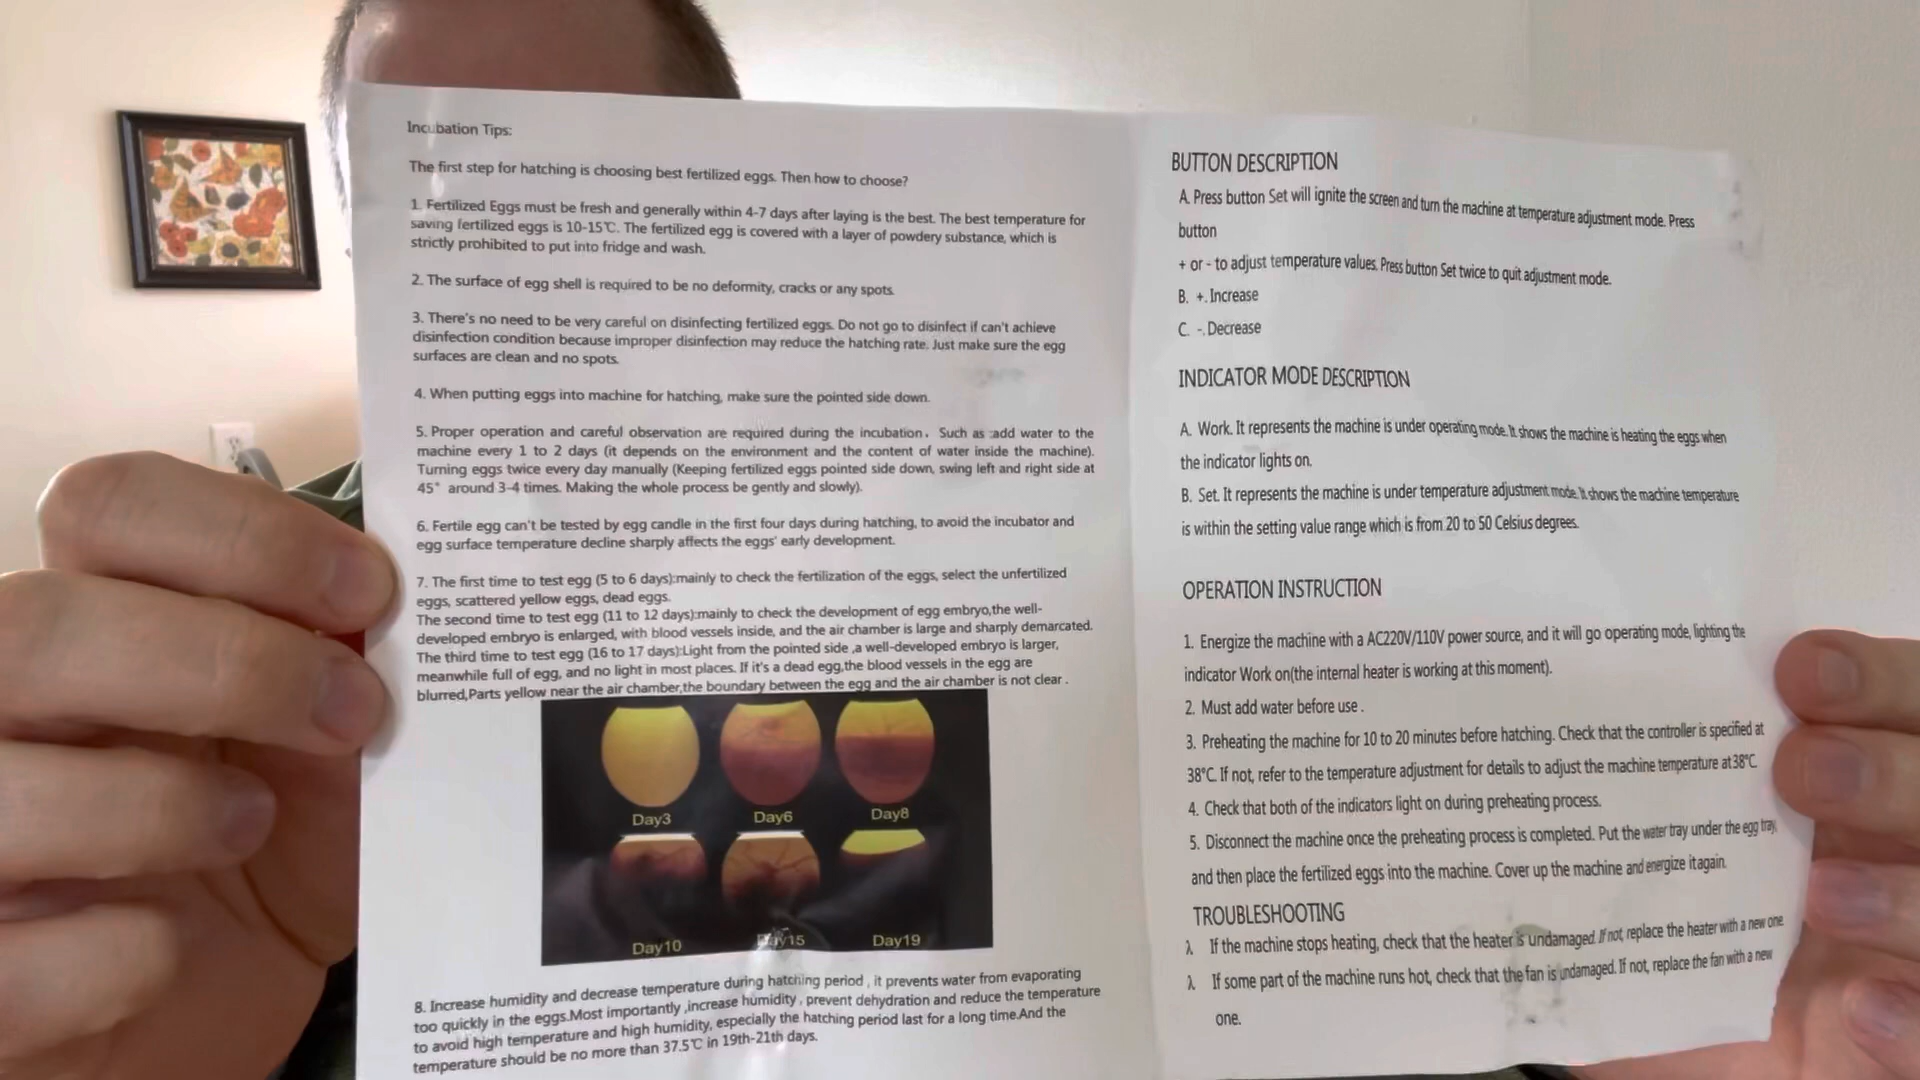 Incubation Tips:
The first step for hatching is choosing best fertilized eggs. Then how to choose?
1. Fertilized Eggs must be fresh and generally within 4-7 days after laying is the best. The best temperature for
saving fertilized eggs is 10-15℃. The fertilized egg is covered with a layer of powdery substance, which is
strictly prohibited to put into fridge and wash.
2. The surface of egg shell is required to be no deformity, cracks or any spots.
3. There's no need to be very careful on disinfecting fertilized eggs. Do not go to disinfect if can't achieve
disinfection condition because improper disinfection may reduce the hatching rate. Just make sure the egg
surfaces are clean and no spots.
4. When putting eggs into machine for hatching, make sure the pointed side down.
5. Proper operation and careful observation are required during the incubation. Such as :add water to the
machine every 1 to 2 days (it depends on the environment and the content of water inside the machine).
Turning eggs twice every day manually (Keeping fertilized eggs pointed side down, swing left and right side at
45° around 3-4 times. Making the whole process be gently and slowly).
6. Fertile egg can't be tested by egg candle in the first four days during hatching, to avoid the incubator and
egg surface temperature decline sharply affects the eggs' early development.
7. The first time to test egg (5 to 6 days):mainly to check the fertilization of the eggs, select the unfertilized
eggs, scattered yellow eggs, dead eggs.
The second time to test egg (11 to 12 days):mainly to check the development of egg embryo,the well-
developed embryo is enlarged, with blood vessels inside, and the air chamber is large and sharply demarcated.
The third time to test egg (16 to 17 days):Light from the pointed side ,a well-developed embryo is larger,
meanwhile full of egg, and no light in most places. If it's a dead egg,the blood vessels in the egg are
blurred,Parts yellow near the air chamber,the boundary between the egg and the air chamber is not clear .
Day3 Day6 Day8
Day10 Day15 Day19
8. Increase humidity and decrease temperature during hatching period , it prevents water from evaporating
too quickly in the eggs.Most importantly ,increase humidity , prevent dehydration and reduce the temperature
to avoid high temperature and high humidity, especially the hatching period last for a long time.And the
temperature should be no more than 37.5℃ in 19th-21th days.
BUTTON DESCRIPTION
A. Press button Set will ignite the screen and turn the machine at temperature adjustment mode. Press
button
+ or - to adjust temperature values. Press button Set twice to quit adjustment mode.
B. +. Increase
C. -. Decrease
INDICATOR MODE DESCRIPTION
A. Work. It represents the machine is under operating mode. It shows the machine is heating the eggs when
the indicator lights on.
B. Set. It represents the machine is under temperature adjustment mode. It shows the machine temperature
is within the setting value range which is from 20 to 50 Celsius degrees.
OPERATION INSTRUCTION
1. Energize the machine with a AC220V/110V power source, and it will go operating mode, lighting the
indicator Work on(the internal heater is working at this moment).
2. Must add water before use .
3. Preheating the machine for 10 to 20 minutes before hatching. Check that the controller is specified at
38℃. If not, refer to the temperature adjustment for details to adjust the machine temperature at 38℃.
4. Check that both of the indicators light on during preheating process.
5. Disconnect the machine once the preheating process is completed. Put the water tray under the egg tray,
and then place the fertilized eggs into the machine. Cover up the machine and energize it again.
TROUBLESHOOTING
λ If the machine stops heating, check that the heater is undamaged. If not, replace the heater with a new one.
λ If some part of the machine runs hot, check that the fan is undamaged. If not, replace the fan with a new
one.